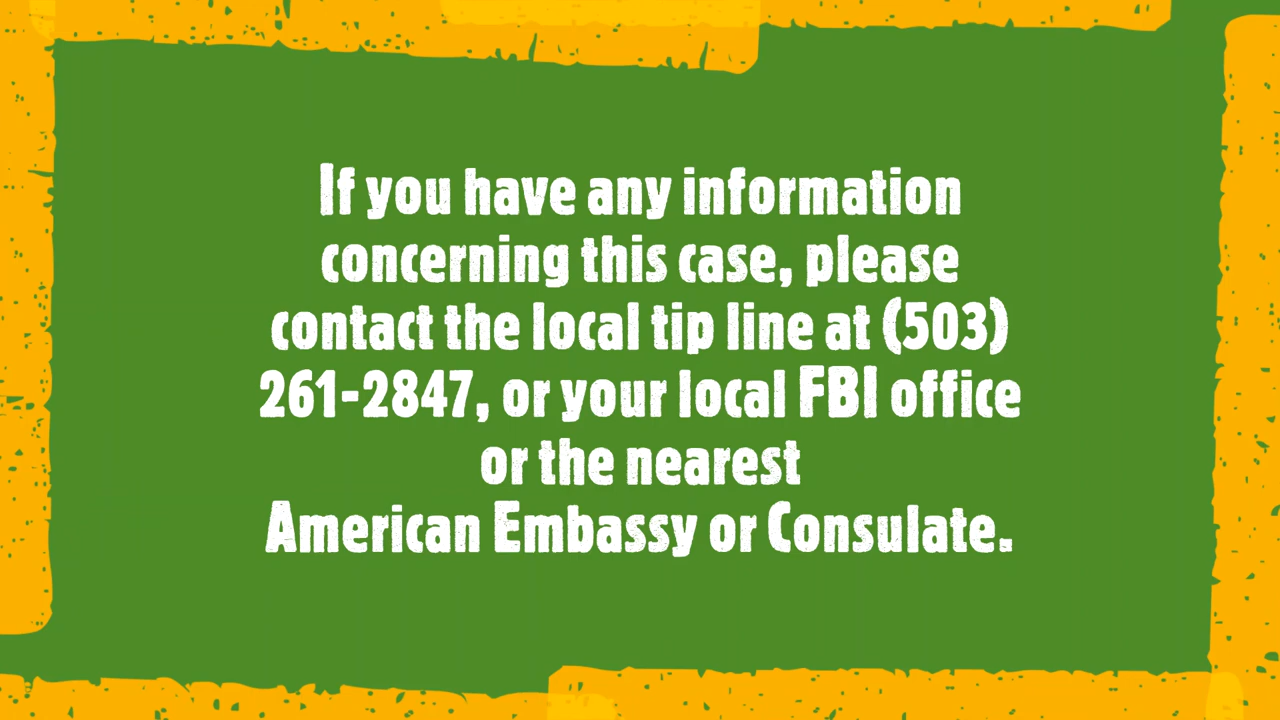 If you have any information
concerning this case, please
contact the local tip line at (503)
261-2847, or your local FBI office
or the nearest
American Embassy or Consulate.